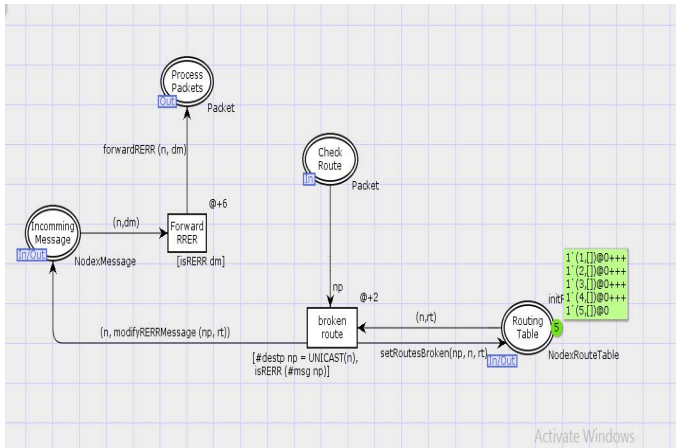 Process
Packets
Out
Packet
forwardRERR (n, dm)
Check
Route
In
Packet
@+6
Incomming
Message
In/Out
NodexMessage
(n,dm)
Forward
RRER
[isRERR dm]
np
@+2
broken
route
[#destp np = UNICAST(n),
isRERR (#msg np)]
(n, modifyRERRMessage (np, rt))
(n,rt)
setRoutesBroken(np, n, rt)
Routing
Table
In/Out
NodexRouteTable
5
1`(1,[])@0+++
1`(2,[])@0+++
1`(3,[])@0+++
1`(4,[])@0+++
1`(5,[])@0
Activate Windows